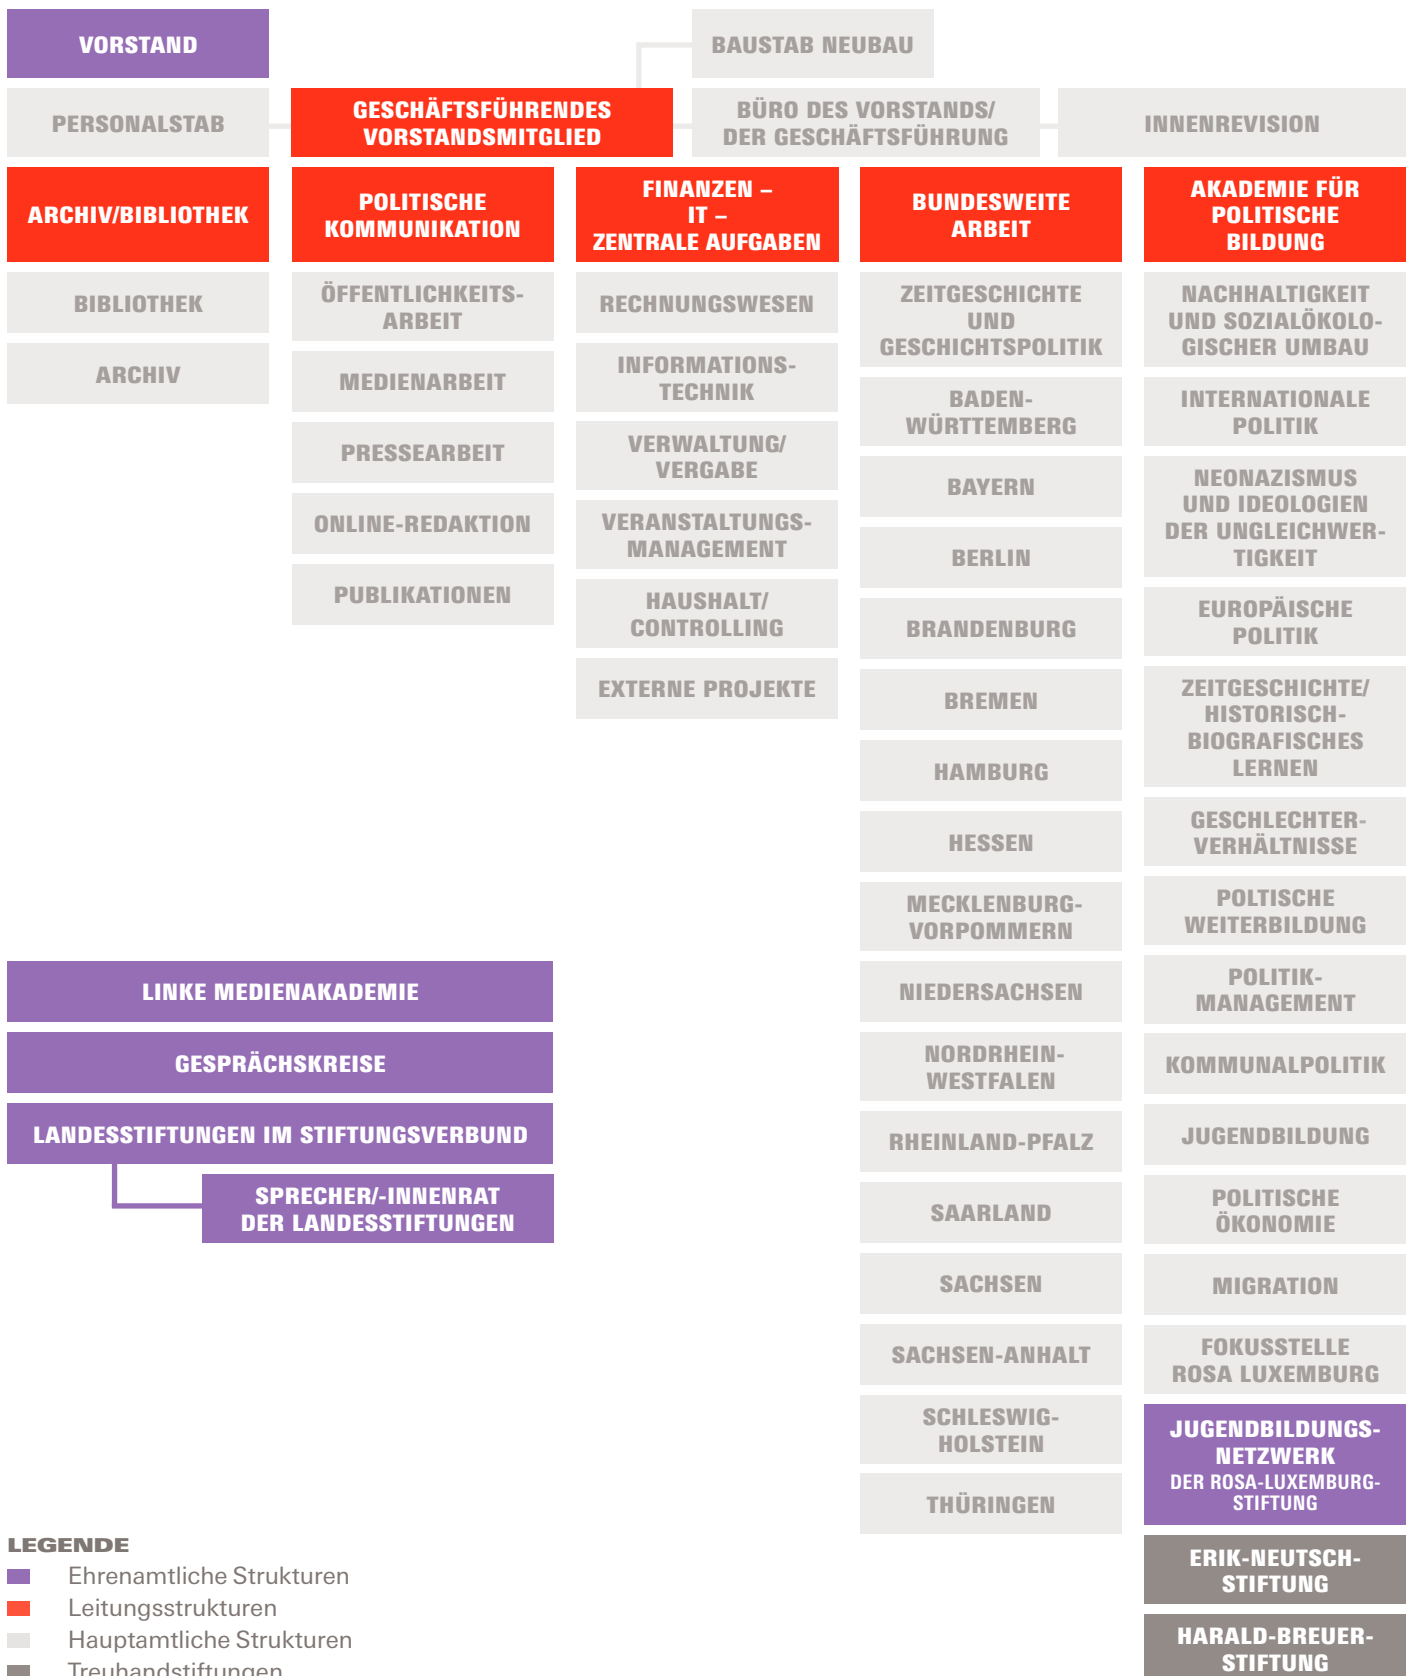 VORSTAND
BAUSTAB NEUBAU
PERSONALSTAB
GESCHÄFTSFÜHRENDES
VORSTANDSMITGLIED
BÜRO DES VORSTANDS/
DER GESCHÄFTSFÜHRUNG
INNENREVISION
ARCHIV/BIBLIOTHEK
BIBLIOTHEK
ARCHIV
POLITISCHE
KOMMUNIKATION
ÖFFENTLICHKEITS-
ARBEIT
MEDIENARBEIT
PRESSEARBEIT
ONLINE-REDAKTION
PUBLIKATIONEN
FINANZEN –
IT –
ZENTRALE AUFGABEN
RECHNUNGSWESEN
INFORMATIONS-
TECHNIK
VERWALTUNG/
VERGABE
VERANSTALTUNGS-
MANAGEMENT
HAUSHALT/
CONTROLLING
EXTERNE PROJEKTE
BUNDESWEITE
ARBEIT
ZEITGESCHICHTE
UND
GESCHICHTSPOLITIK
BADEN-
WÜRTTEMBERG
BAYERN
BERLIN
BRANDENBURG
BREMEN
HAMBURG
HESSEN
MECKLENBURG-
VORPOMMERN
NIEDERSACHSEN
NORDRHEIN-
WESTFALEN
RHEINLAND-PFALZ
SAARLAND
SACHSEN
SACHSEN-ANHALT
SCHLESWIG-
HOLSTEIN
THÜRINGEN
AKADEMIE FÜR
POLITISCHE
BILDUNG
NACHHALTIGKEIT
UND SOZIALÖKOLO-
GISCHER UMBAU
INTERNATIONALE
POLITIK
NEONAZISMUS
UND IDEOLOGIEN
DER UNGLEICHWER-
TIGKEIT
EUROPÄISCHE
POLITIK
ZEITGESCHICHTE/
HISTORISCH-
BIOGRAFISCHES
LERNEN
GESCHLECHTER-
VERHÄLTNISSE
POLTISCHE
WEITERBILDUNG
POLITIK-
MANAGEMENT
KOMMUNALPOLITIK
JUGENDBILDUNG
POLITISCHE
ÖKONOMIE
MIGRATION
FOKUSSTELLE
ROSA LUXEMBURG
JUGENDBILDUNGS-
NETZWERK
DER ROSA-LUXEMBURG-
STIFTUNG
ERIK-NEUTSCH-
STIFTUNG
HARALD-BREUER-
STIFTUNG
LINKE MEDIENAKADEMIE
GESPRÄCHSKREISE
LANDESSTIFTUNGEN IM STIFTUNGSVERBUND
SPRECHER/-INNENRAT
DER LANDESSTIFTUNGEN
LEGENDE
Ehrenamtliche Strukturen
Leitungsstrukturen
Hauptamtliche Strukturen
Treuhandstiftungen